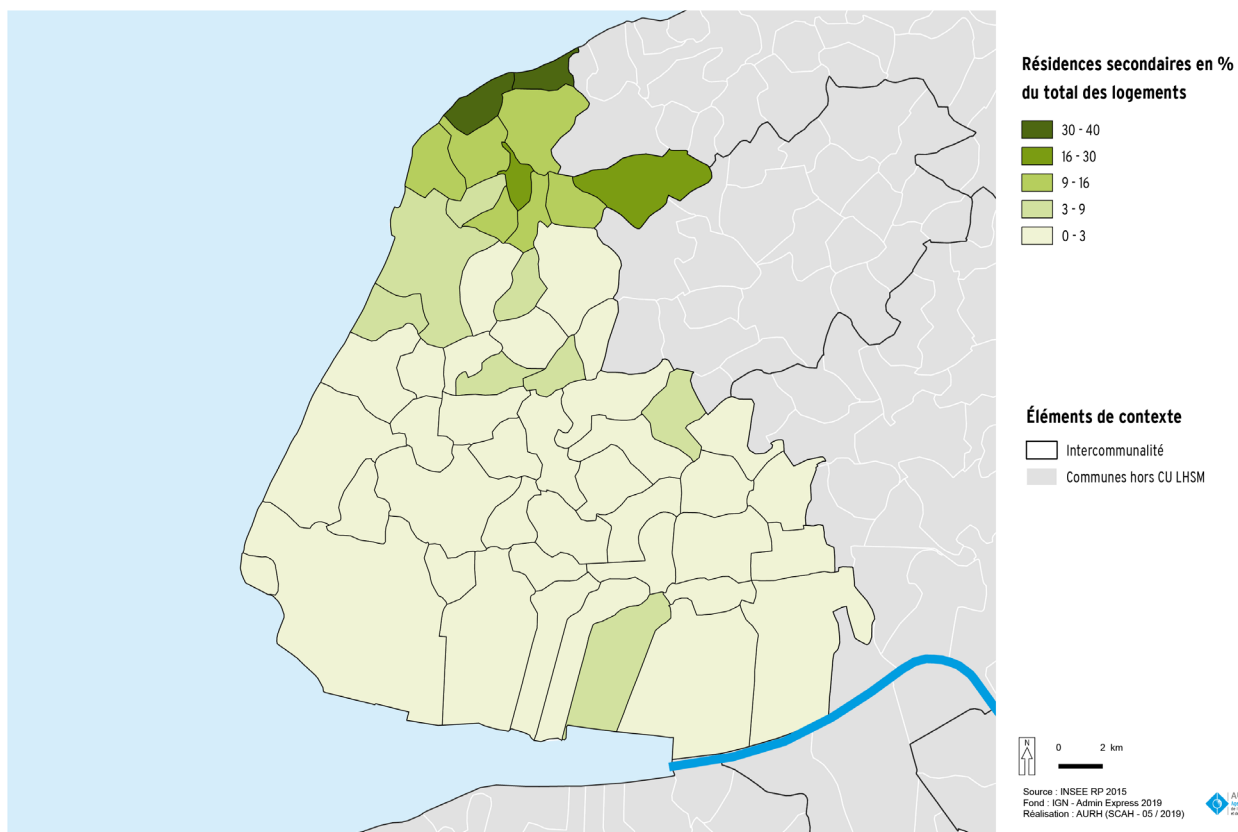 Résidences secondaires en %
du total des logements
30 - 40
16 - 30
9 - 16
3 - 9
0 - 3
Éléments de contexte
Intercommunalité
Communes hors CU LHSM
N
0 2 km
Source : INSEE RP 2015
Fond : IGN - Admin Express 2019
Réalisation : AURH (SCAH - 05 / 2019)